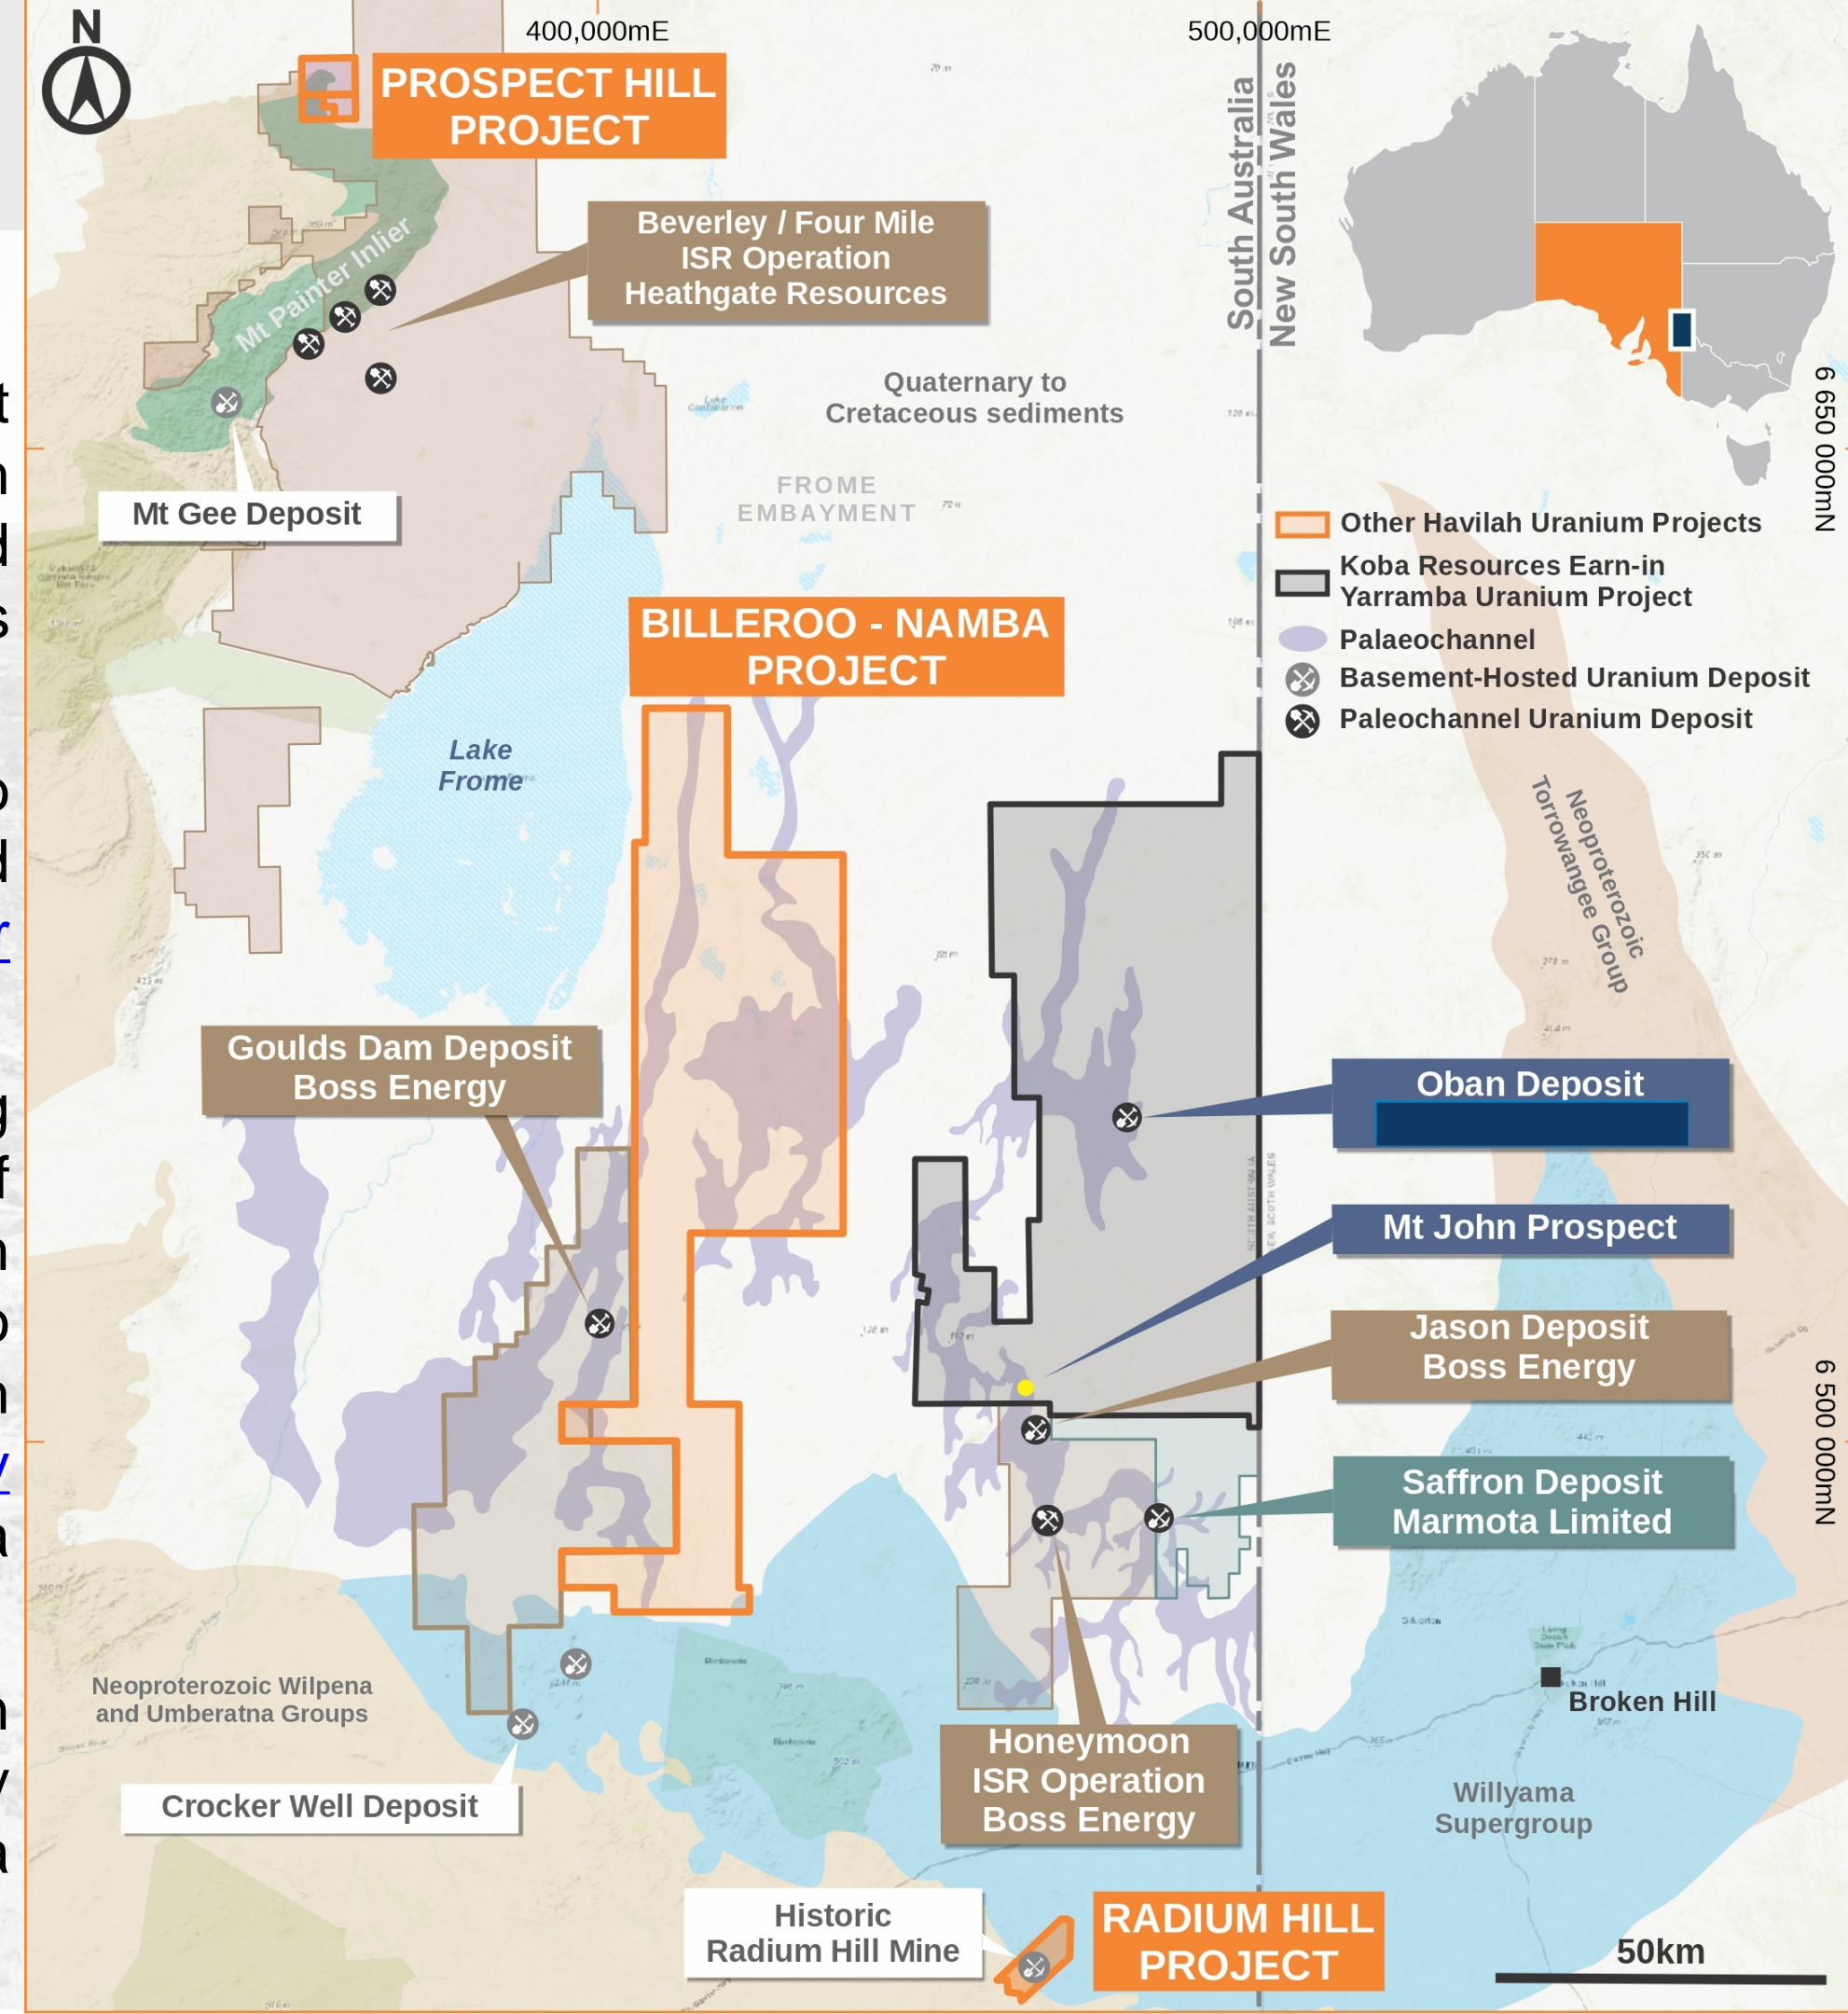 N
400,000mE
500,000mE
PROSPECT HILL
PROJECT
South Australia
New South Wales
Beverley / Four Mile
ISR Operation
Heathgate Resources
Mt Painter Inlier
Quaternary to
Cretaceous sediments
6 650 000mN
FROME
EMBAYMENT
Mt Gee Deposit
Other Havilah Uranium Projects
Koba Resources Earn-in
Yarramba Uranium Project
Palaeochannel
Basement-Hosted Uranium Deposit
Paleochannel Uranium Deposit
BILLEROO - NAMBA
PROJECT
Lake
Frome
Neoproterozoic
Torrowangee Group
Goulds Dam Deposit
Boss Energy
Oban Deposit
SOUTH AUSTRALIA
NEW SOUTH WALES
Mt John Prospect
Jason Deposit
Boss Energy
6 500 000mN
Saffron Deposit
Marmota Limited
Neoproterozoic Wilpena
and Umberatna Groups
Broken Hill
Honeymoon
ISR Operation
Boss Energy
Crocker Well Deposit
Willyama
Supergroup
Historic
Radium Hill Mine
RADIUM HILL
PROJECT
50km